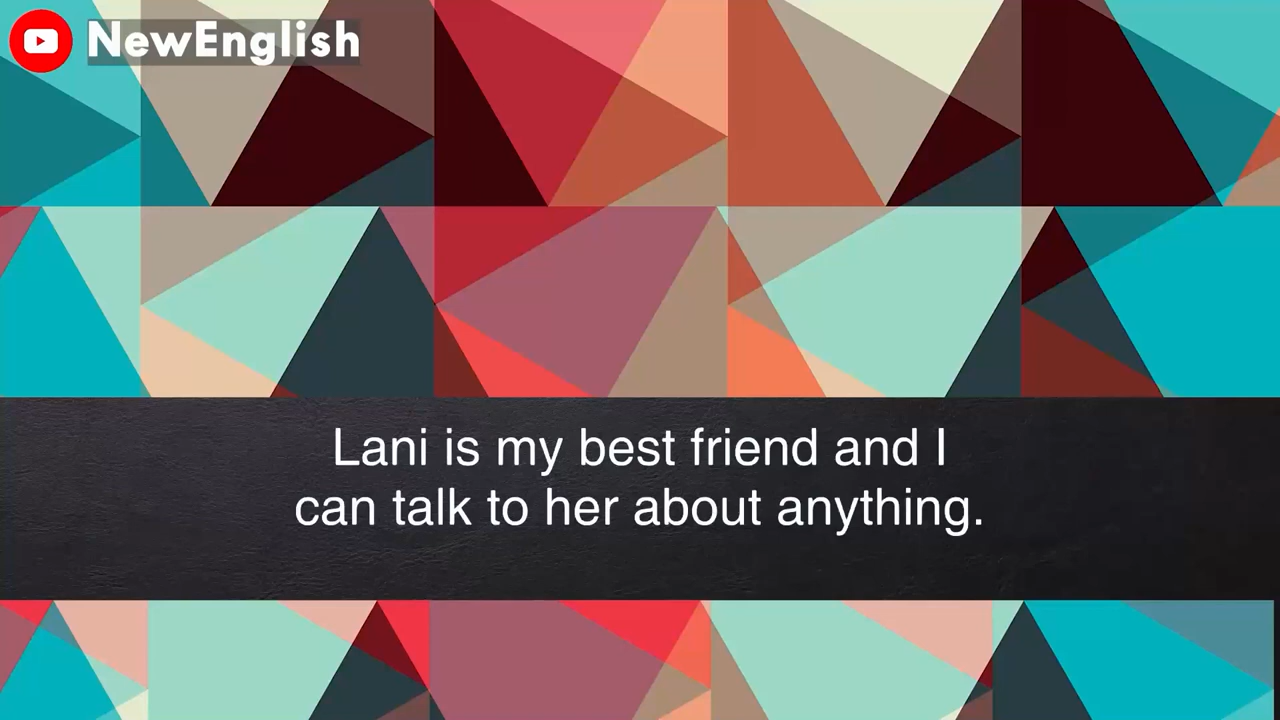 NewEnglish
Lani is my best friend and I
can talk to her about anything.